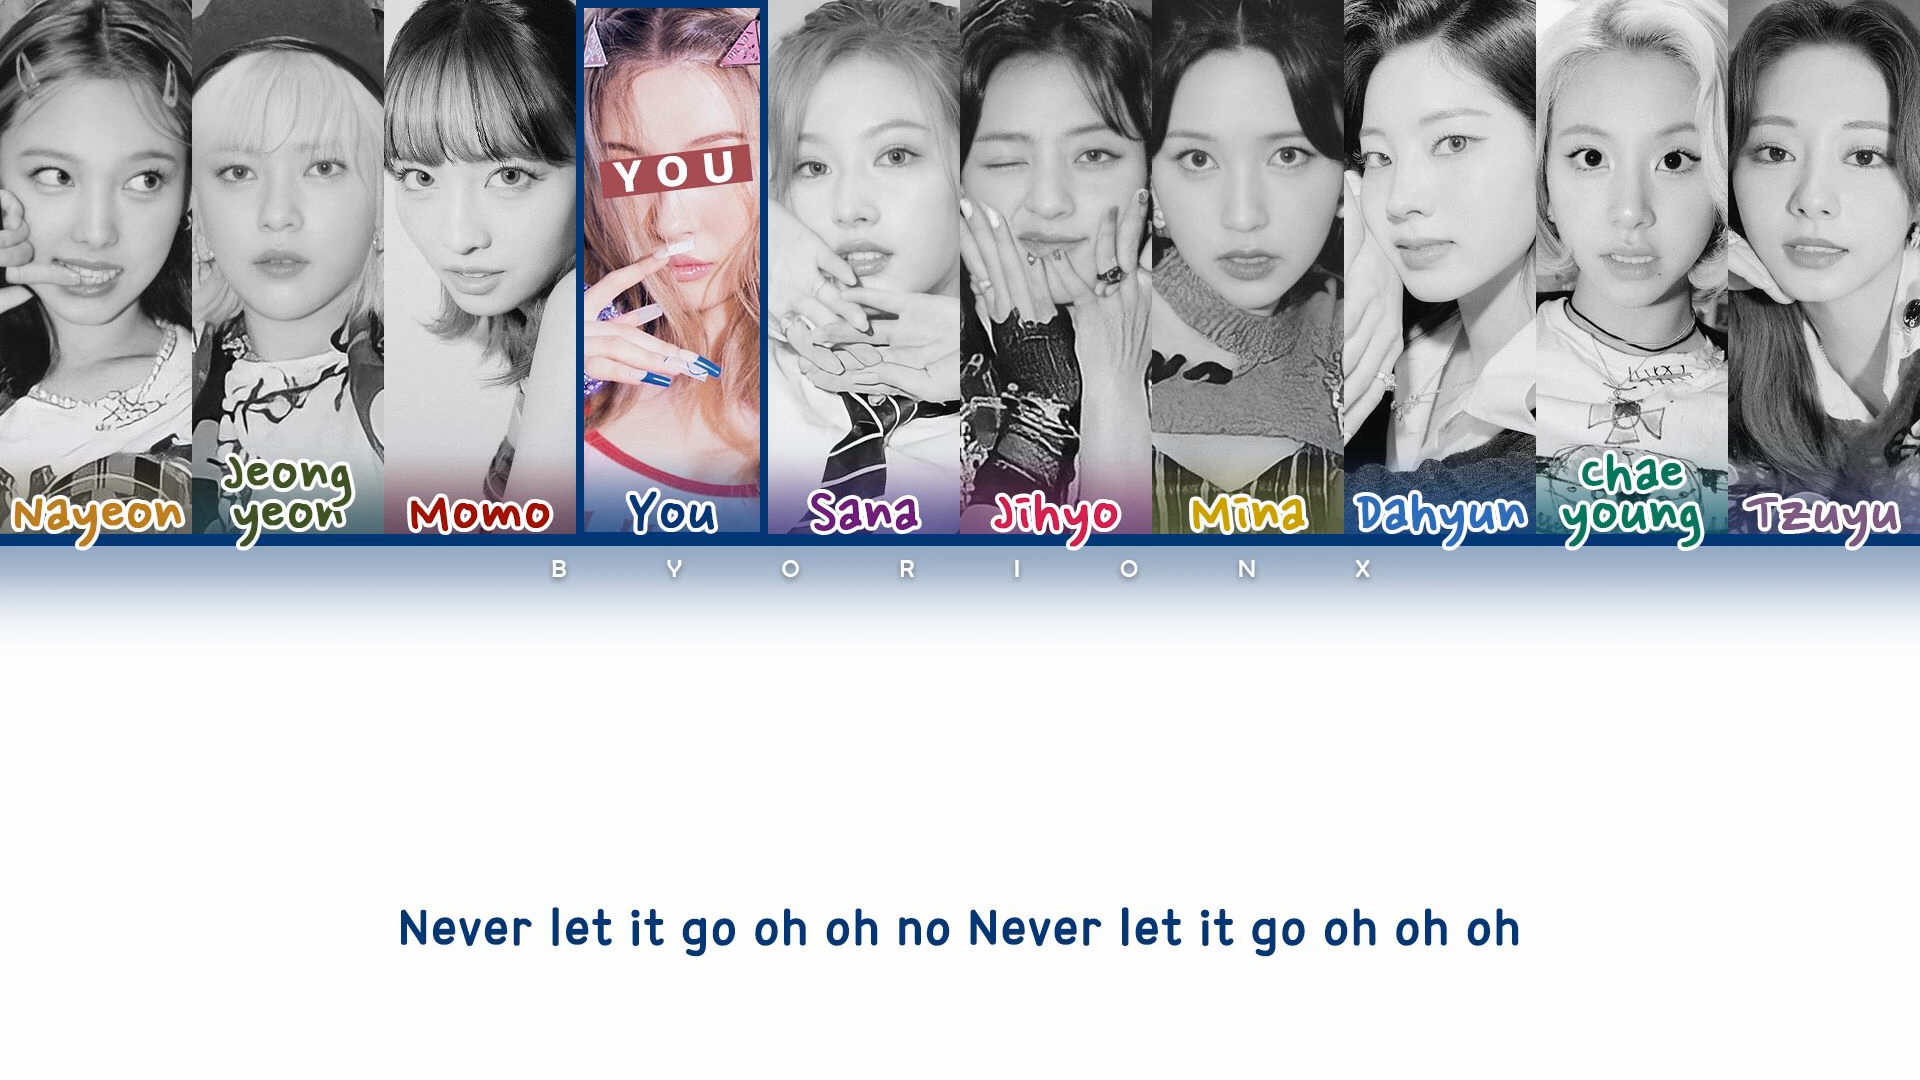 YOU
Nayeon
Jeong
yeon
Momo
You
Sana
Jihyo
Mina
Dahyun
chae
young
Tzuyu
BYORIONX
Never let it go oh oh no Never let it go oh oh oh